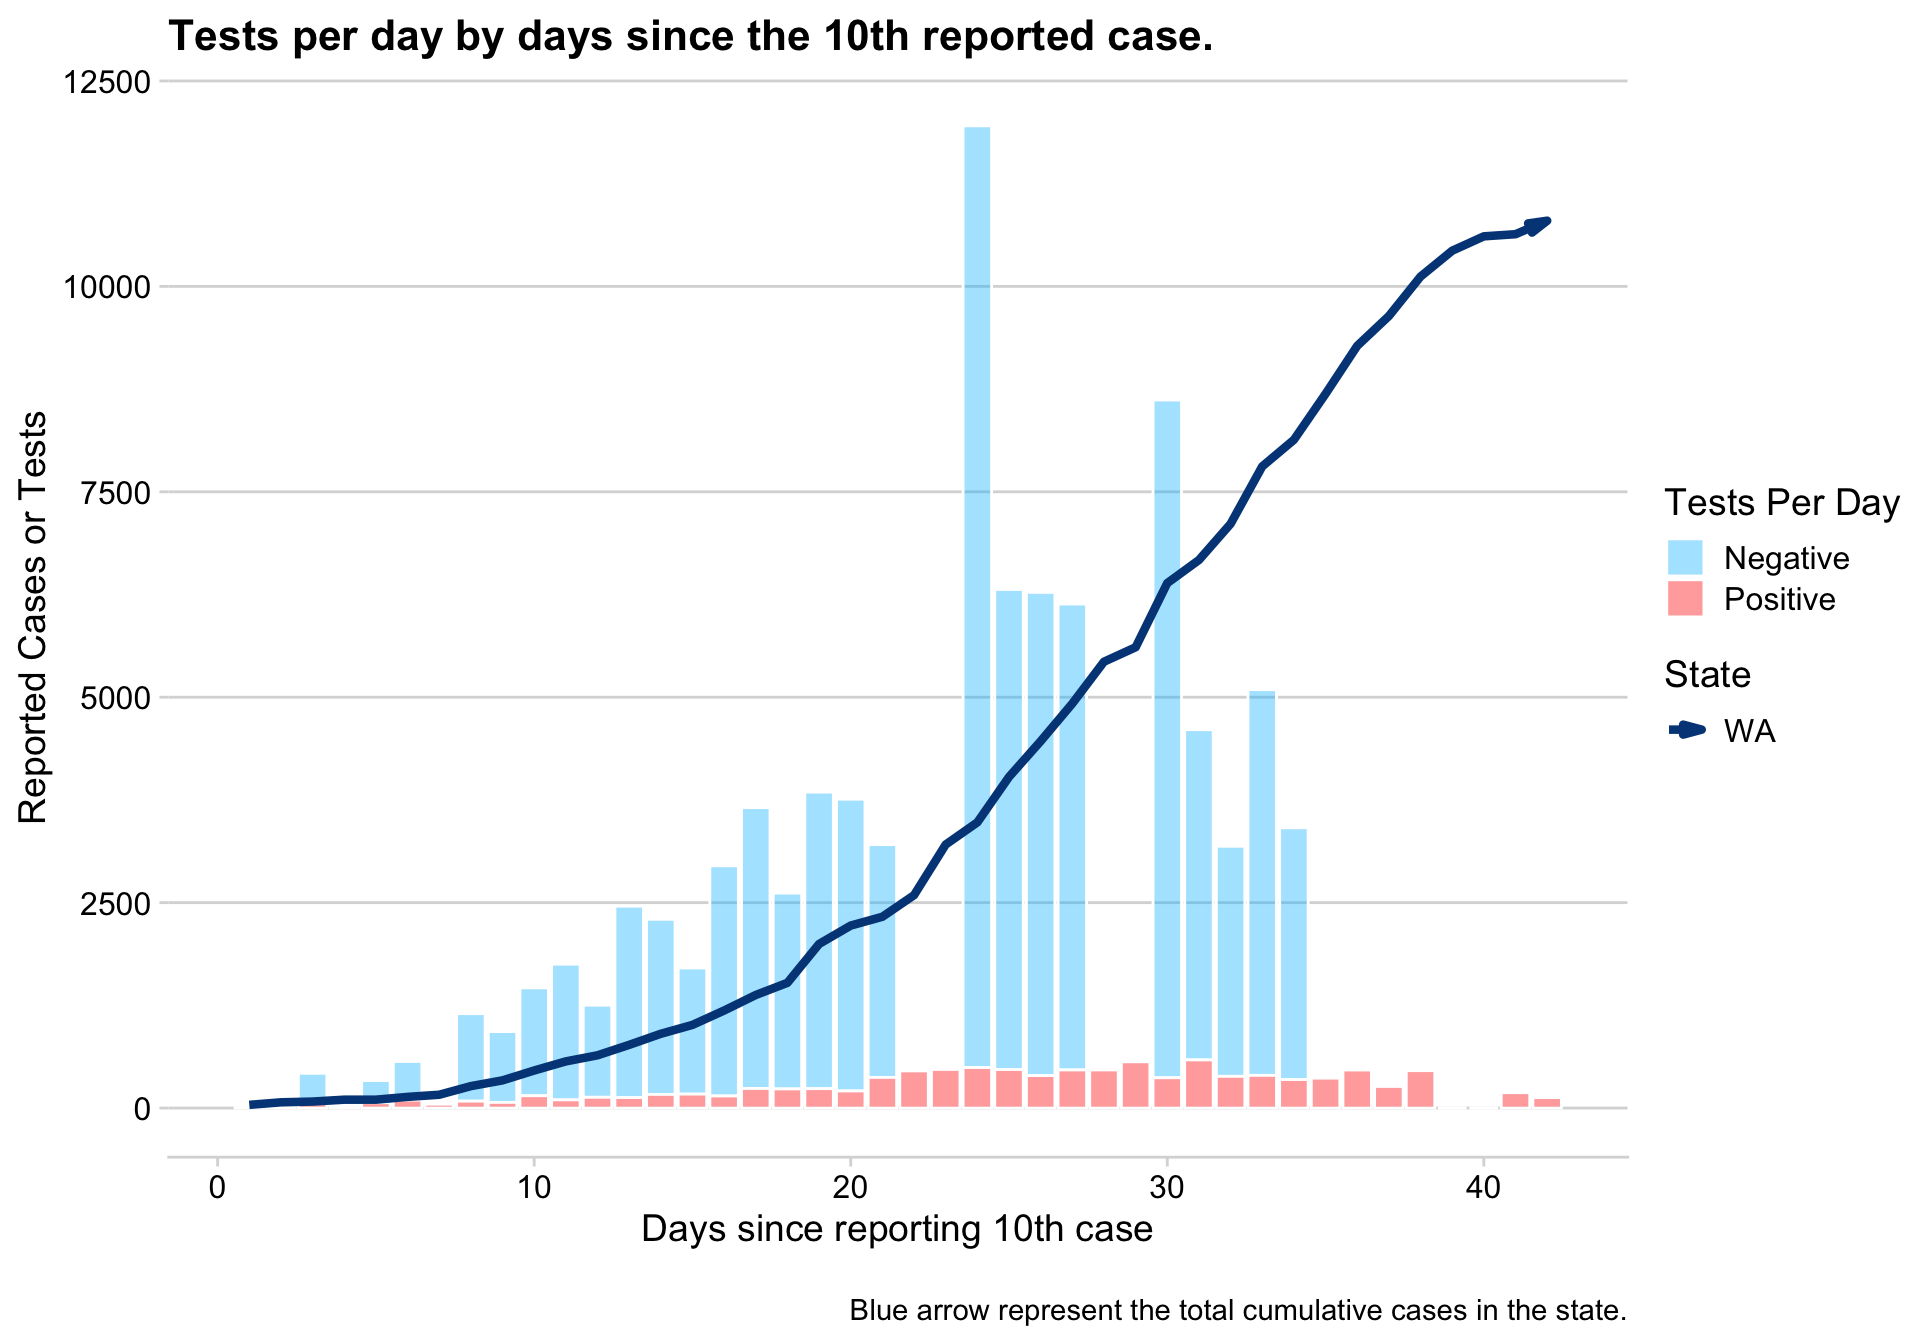 Tests per day by days since the 10th reported case.
12500
10000
7500
5000
2500
0
Reported Cases or Tests
0 10 20 30 40
Days since reporting 10th case
Tests Per Day
Negative
Positive
State
WA
Blue arrow represent the total cumulative cases in the state.